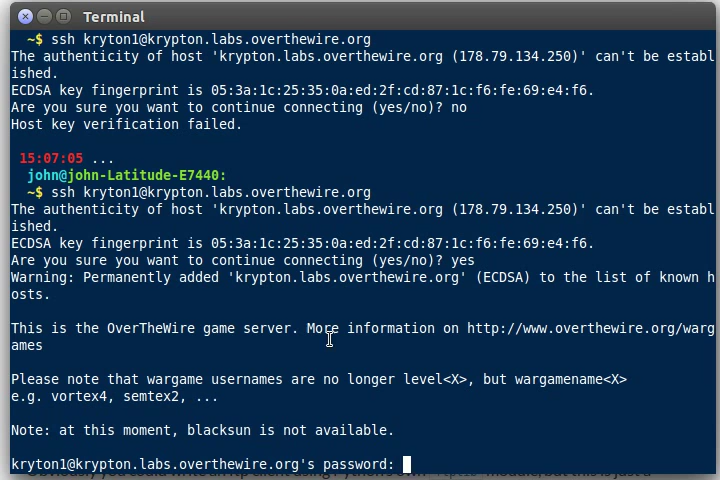 Terminal
~$ ssh kryton1@krypton.labs.overthewire.org
The authenticity of host 'krypton.labs.overthewire.org (178.79.134.250)' can't be establ
ished.
ECDSA key fingerprint is 05:3a:1c:25:35:0a:ed:2f:cd:87:1c:f6:fe:69:e4:f6.
Are you sure you want to continue connecting (yes/no)? no
Host key verification failed.
15:07:05 ...
john@john-Latitude-E7440:
~$ ssh kryton1@krypton.labs.overthewire.org
The authenticity of host 'krypton.labs.overthewire.org (178.79.134.250)' can't be establ
ished.
ECDSA key fingerprint is 05:3a:1c:25:35:0a:ed:2f:cd:87:1c:f6:fe:69:e4:f6.
Are you sure you want to continue connecting (yes/no)? yes
Warning: Permanently added 'krypton.labs.overthewire.org' (ECDSA) to the list of known h
osts.
This is the OverTheWire game server. More information on http://www.overthewire.org/warg
ames
Please note that wargame usernames are no longer level<X>, but wargamename<X>
e.g. vortex4, semtex2, ...
Note: at this moment, blacksun is not available.
kryton1@krypton.labs.overthewire.org's password: